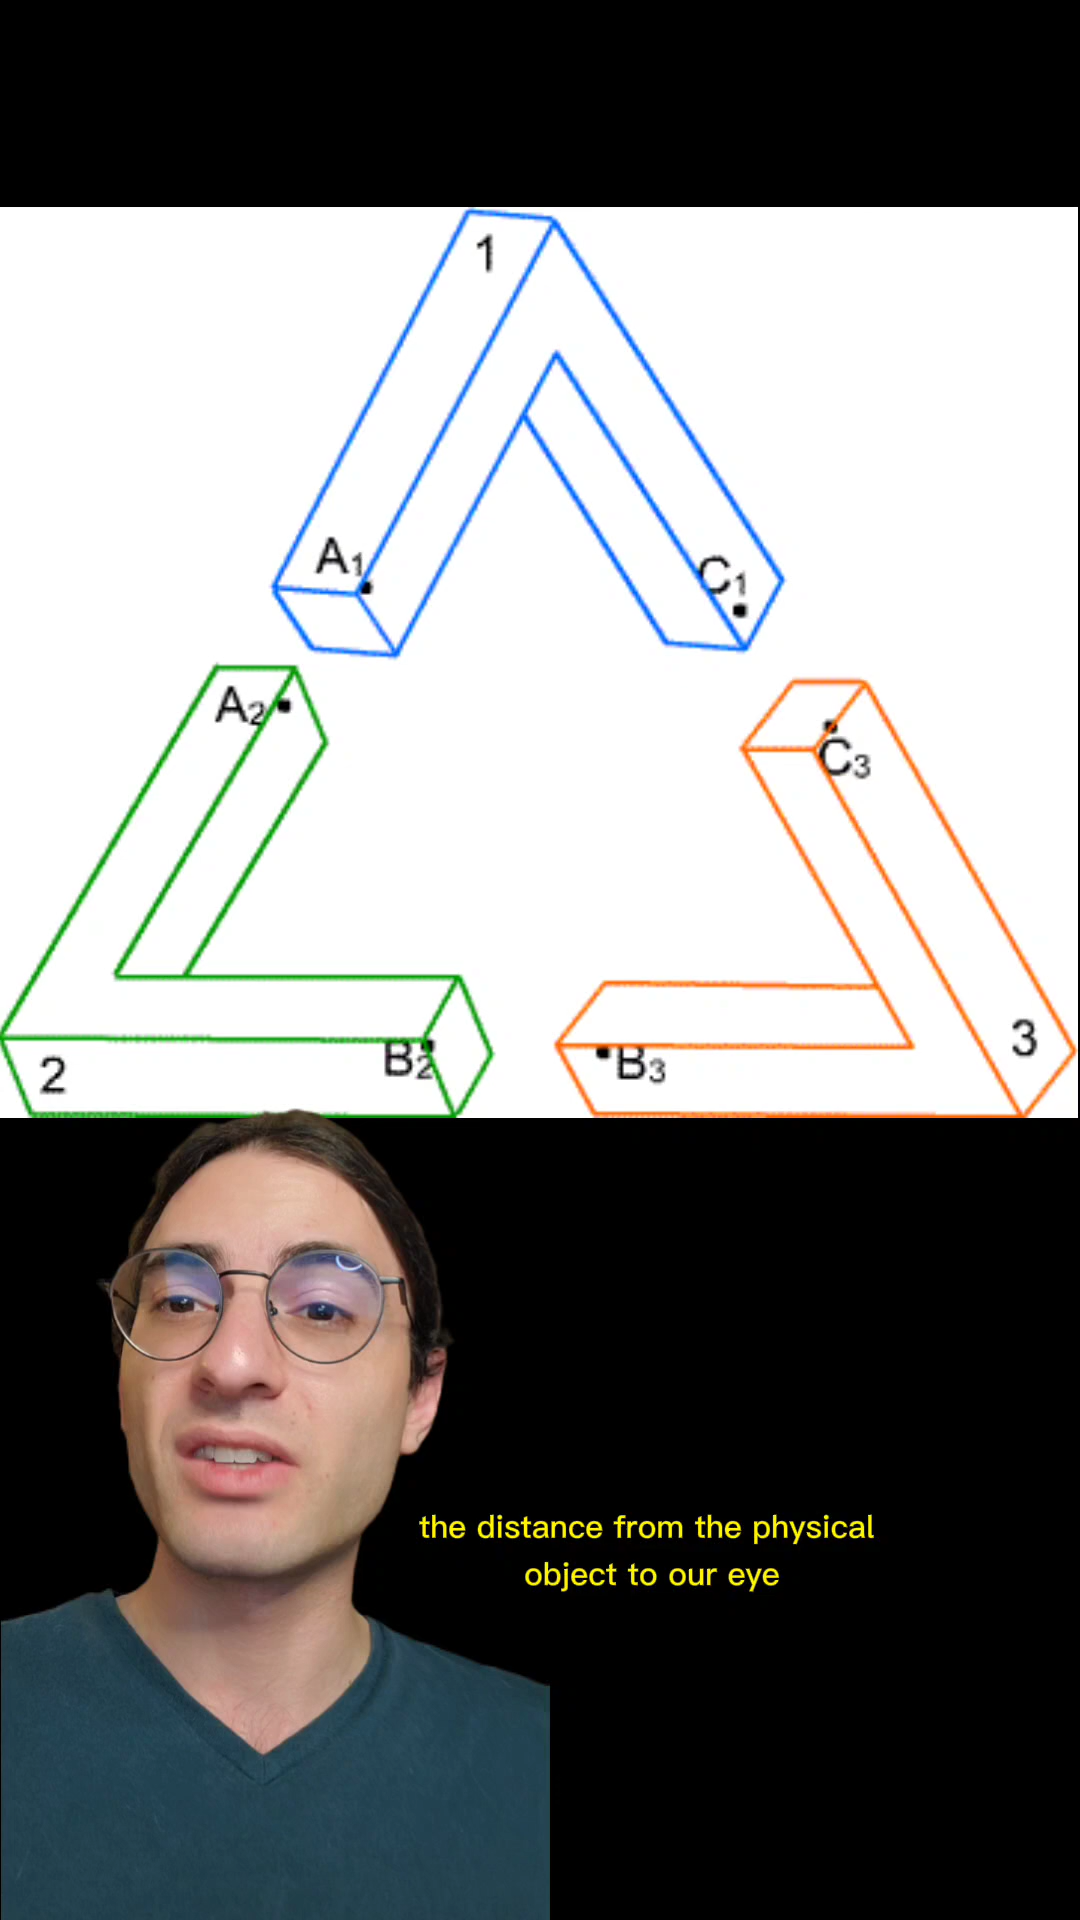 1
A1
C1
A2
C3
B2
B3
2
3
the distance from the physical
object to our eye